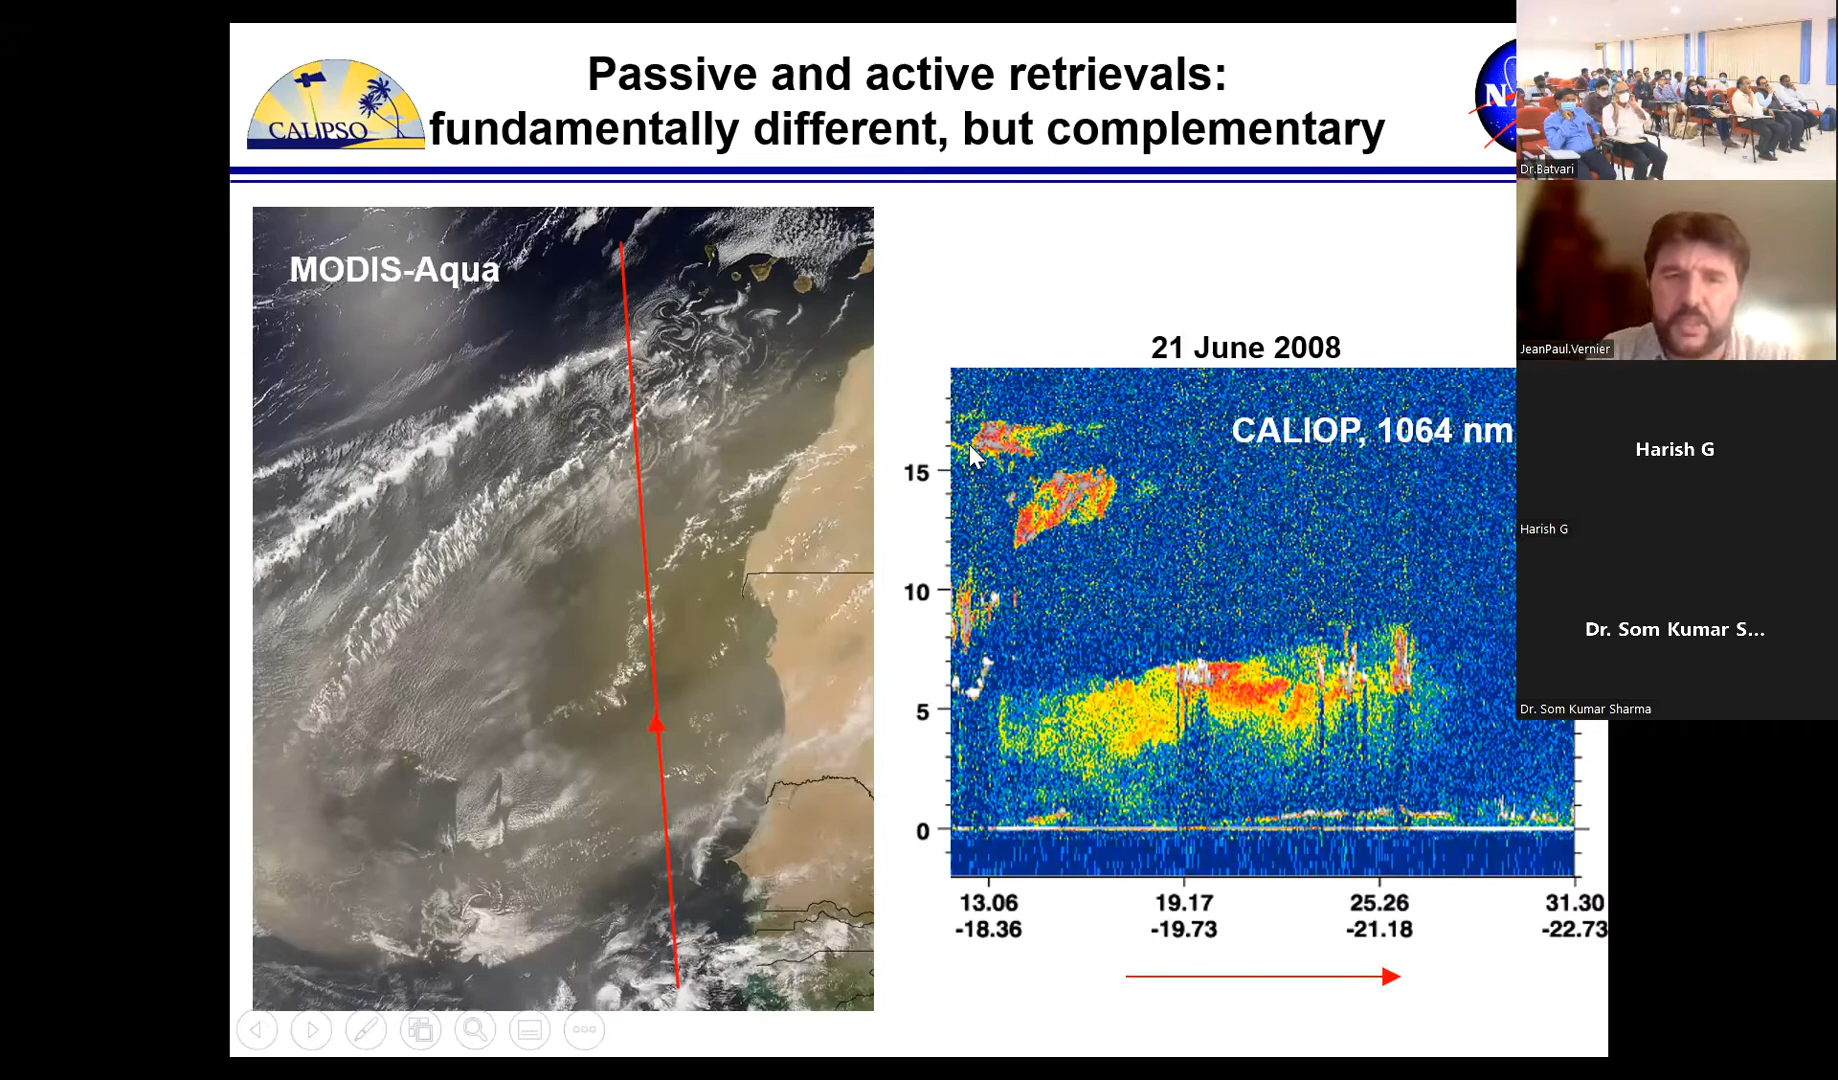 Passive and active retrievals:
fundamentally different, but complementary
CALIPSO
MODIS-Aqua
21 June 2008
CALIOP, 1064 nm
15
10
5
0
13.06 19.17 25.26 31.30
-18.36 -19.73 -21.18 -22.73
Dr.Batvari
JeanPaul.Vernier
Harish G
Harish G
Dr. Som Kumar S...
Dr. Som Kumar Sharma